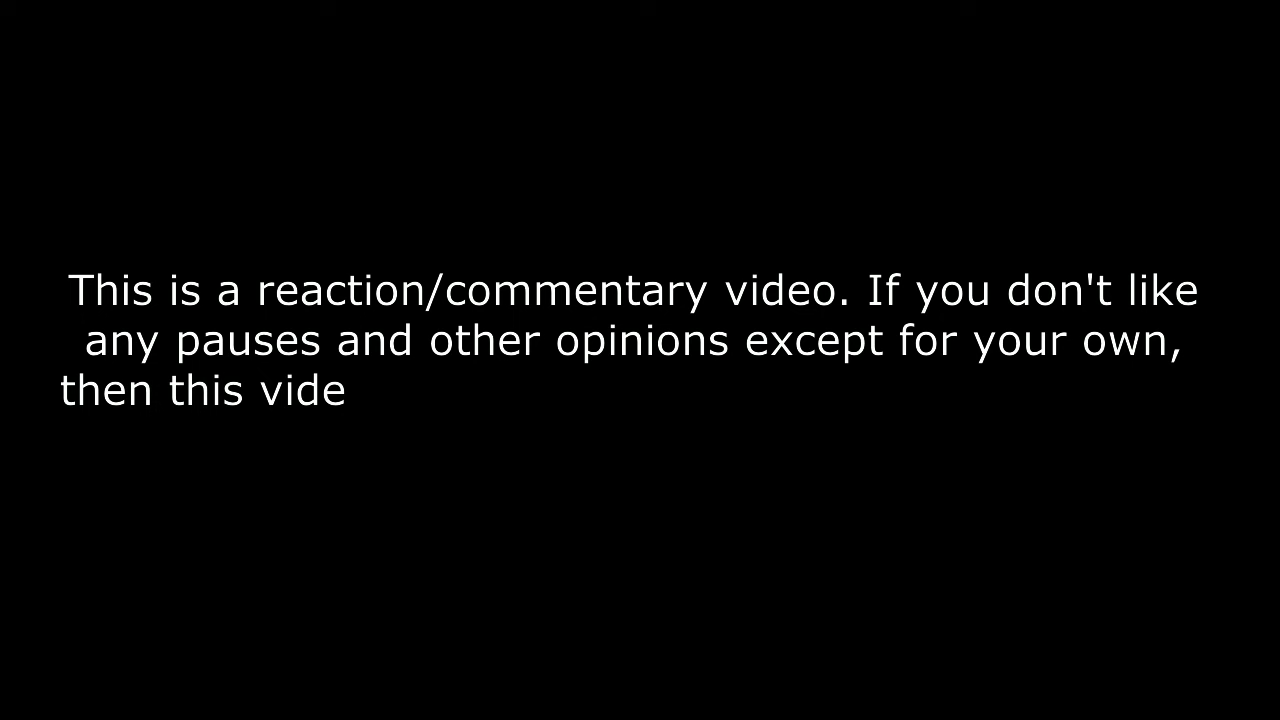 This is a reaction/commentary video. If you don't like
any pauses and other opinions except for your own,
then this vide